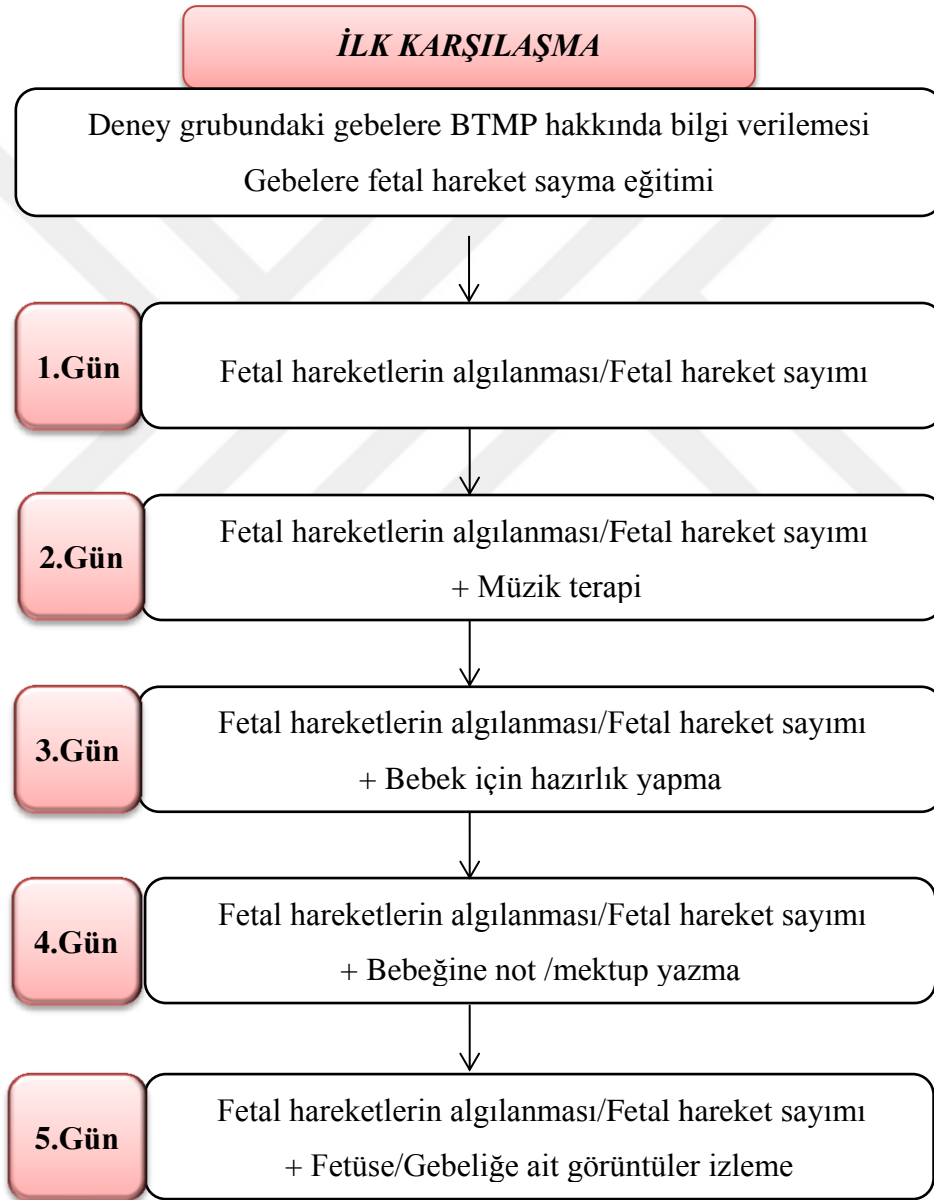 İLK KARŞILAŞMA
Deney grubundaki gebelere BTMP hakkında bilgi verilemesi
Gebelere fetal hareket sayma eğitimi
1.Gün
Fetal hareketlerin algılanması/Fetal hareket sayımı
2.Gün
Fetal hareketlerin algılanması/Fetal hareket sayımı
+ Müzik terapi
3.Gün
Fetal hareketlerin algılanması/Fetal hareket sayımı
+ Bebek için hazırlık yapma
4.Gün
Fetal hareketlerin algılanması/Fetal hareket sayımı
+ Bebeğine not /mektup yazma
5.Gün
Fetal hareketlerin algılanması/Fetal hareket sayımı
+ Fetüse/Gebeliğe ait görüntüler izleme